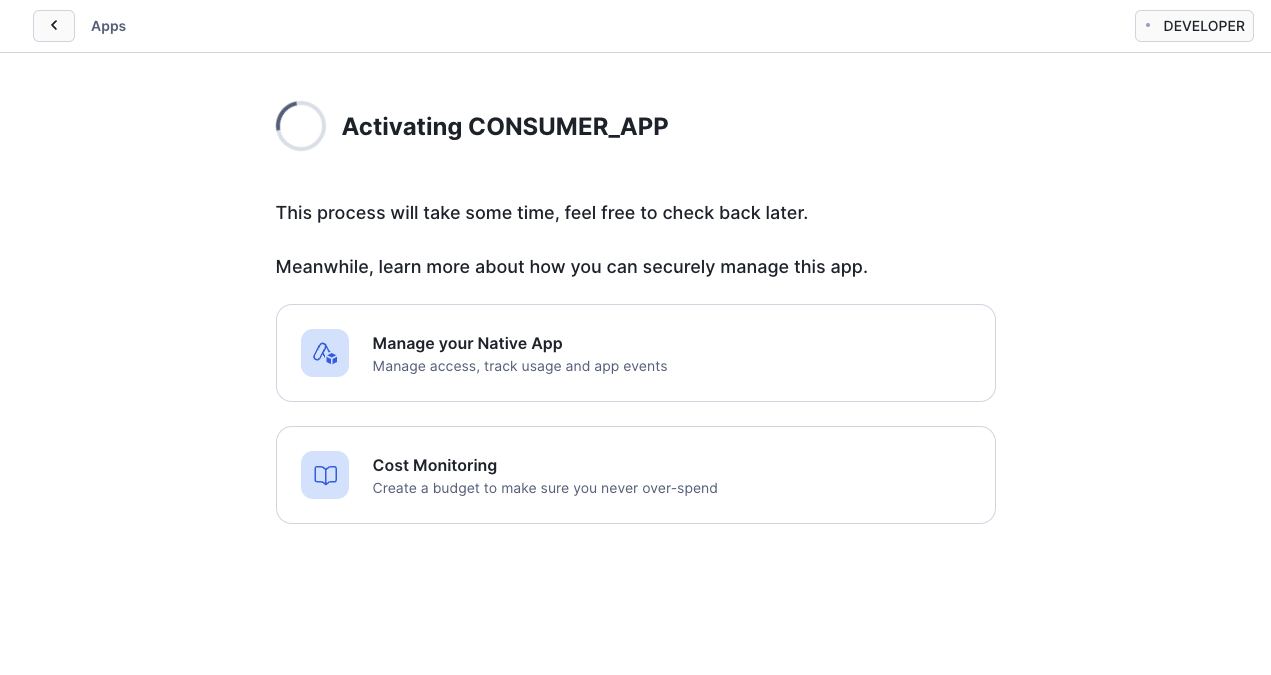 Apps
DEVELOPER
Activating CONSUMER_APP
This process will take some time, feel free to check back later.
Meanwhile, learn more about how you can securely manage this app.
Manage your Native App
Manage access, track usage and app events
Cost Monitoring
Create a budget to make sure you never over-spend